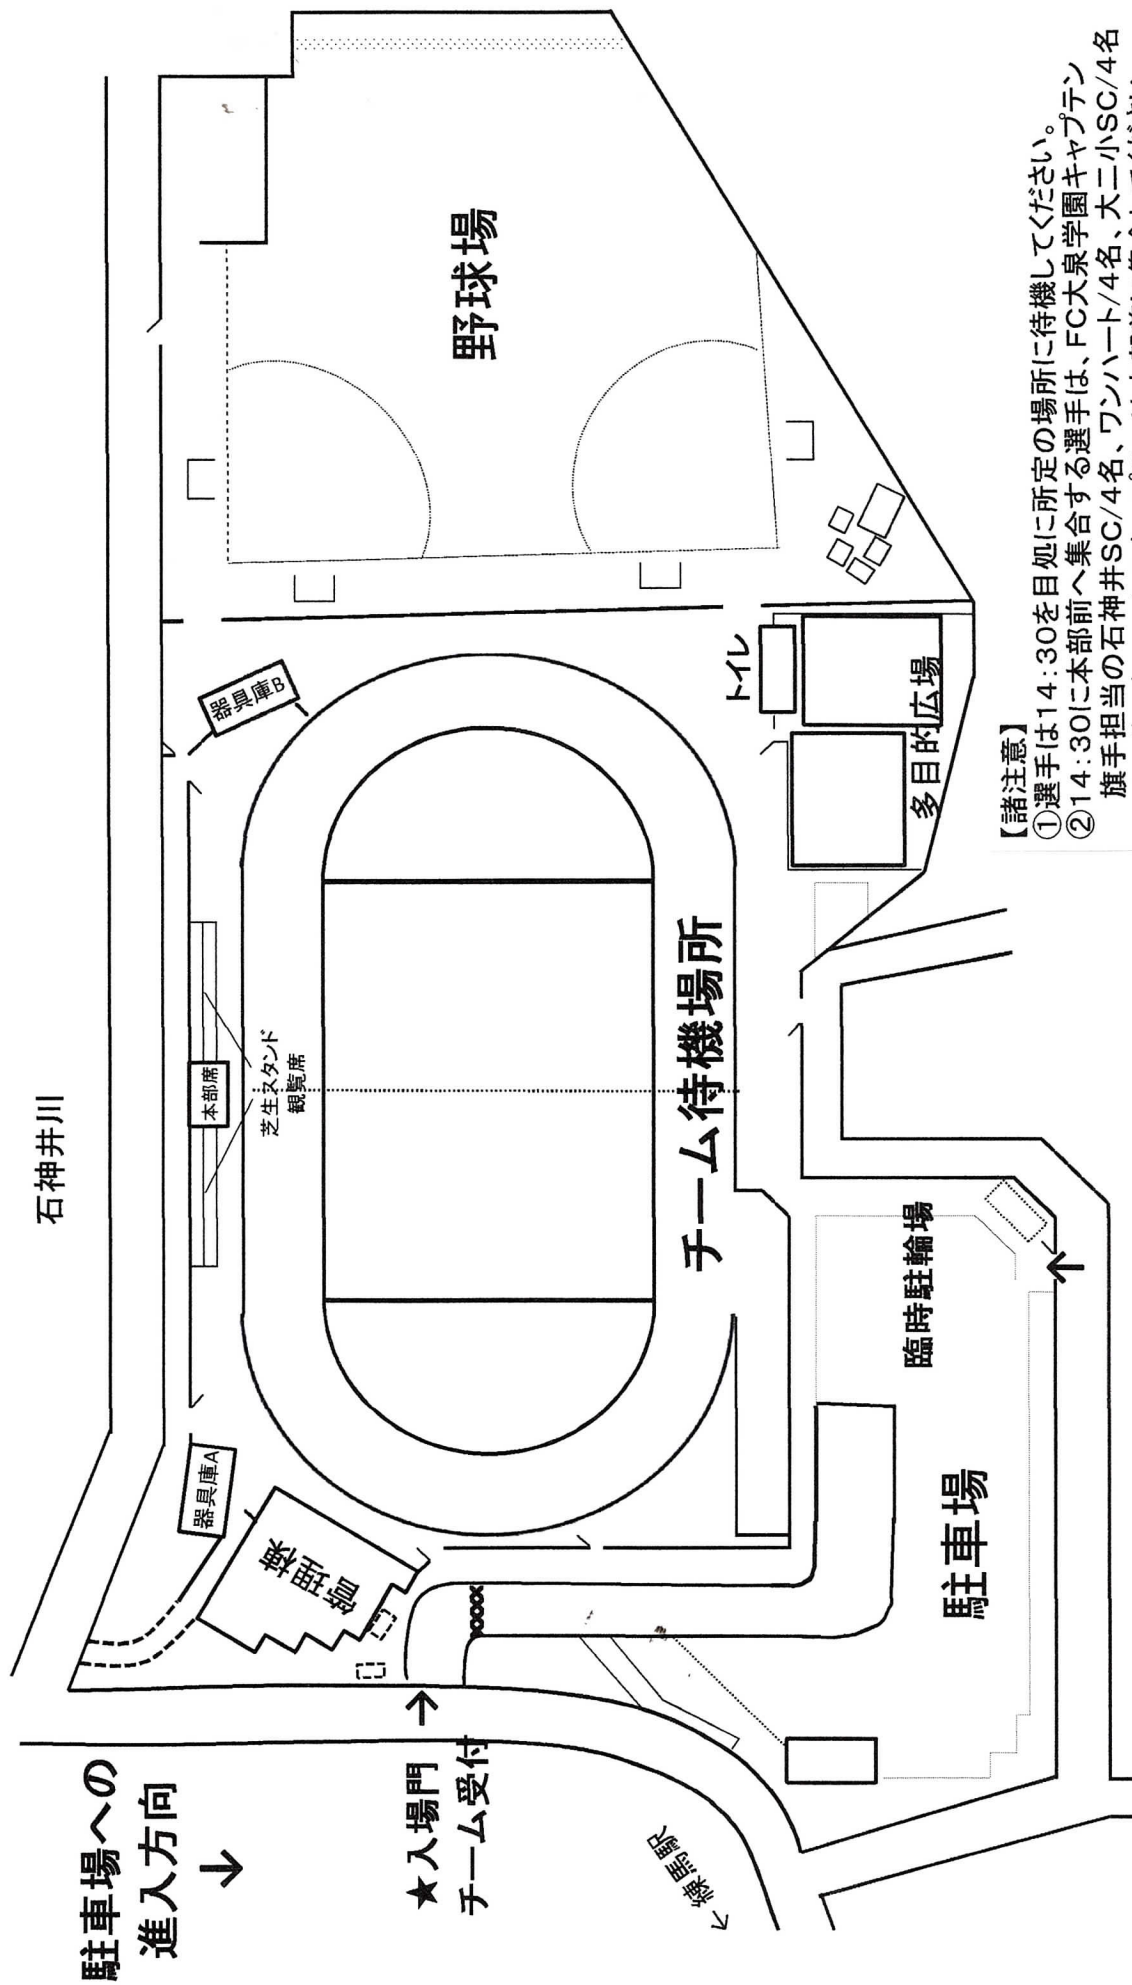 石神井川
駐車場への
進入方向
↓
★入場門
→
チーム受付
管理棟
器具庫A
本部席
芝生スタンド
観覧席
器具庫B
野球場
チーム待機場所
トイレ
多目的広場
臨時駐輪場
↑
駐車場
練馬駅
【諸注意】
①選手は14:30を目処に所定の場所に待機してください。
②14:30に本部前へ集合する選手は、FC大泉学園キャプテン
旗手担当の石神井SC/4名、ワンハート/4名、大二小SC/4名